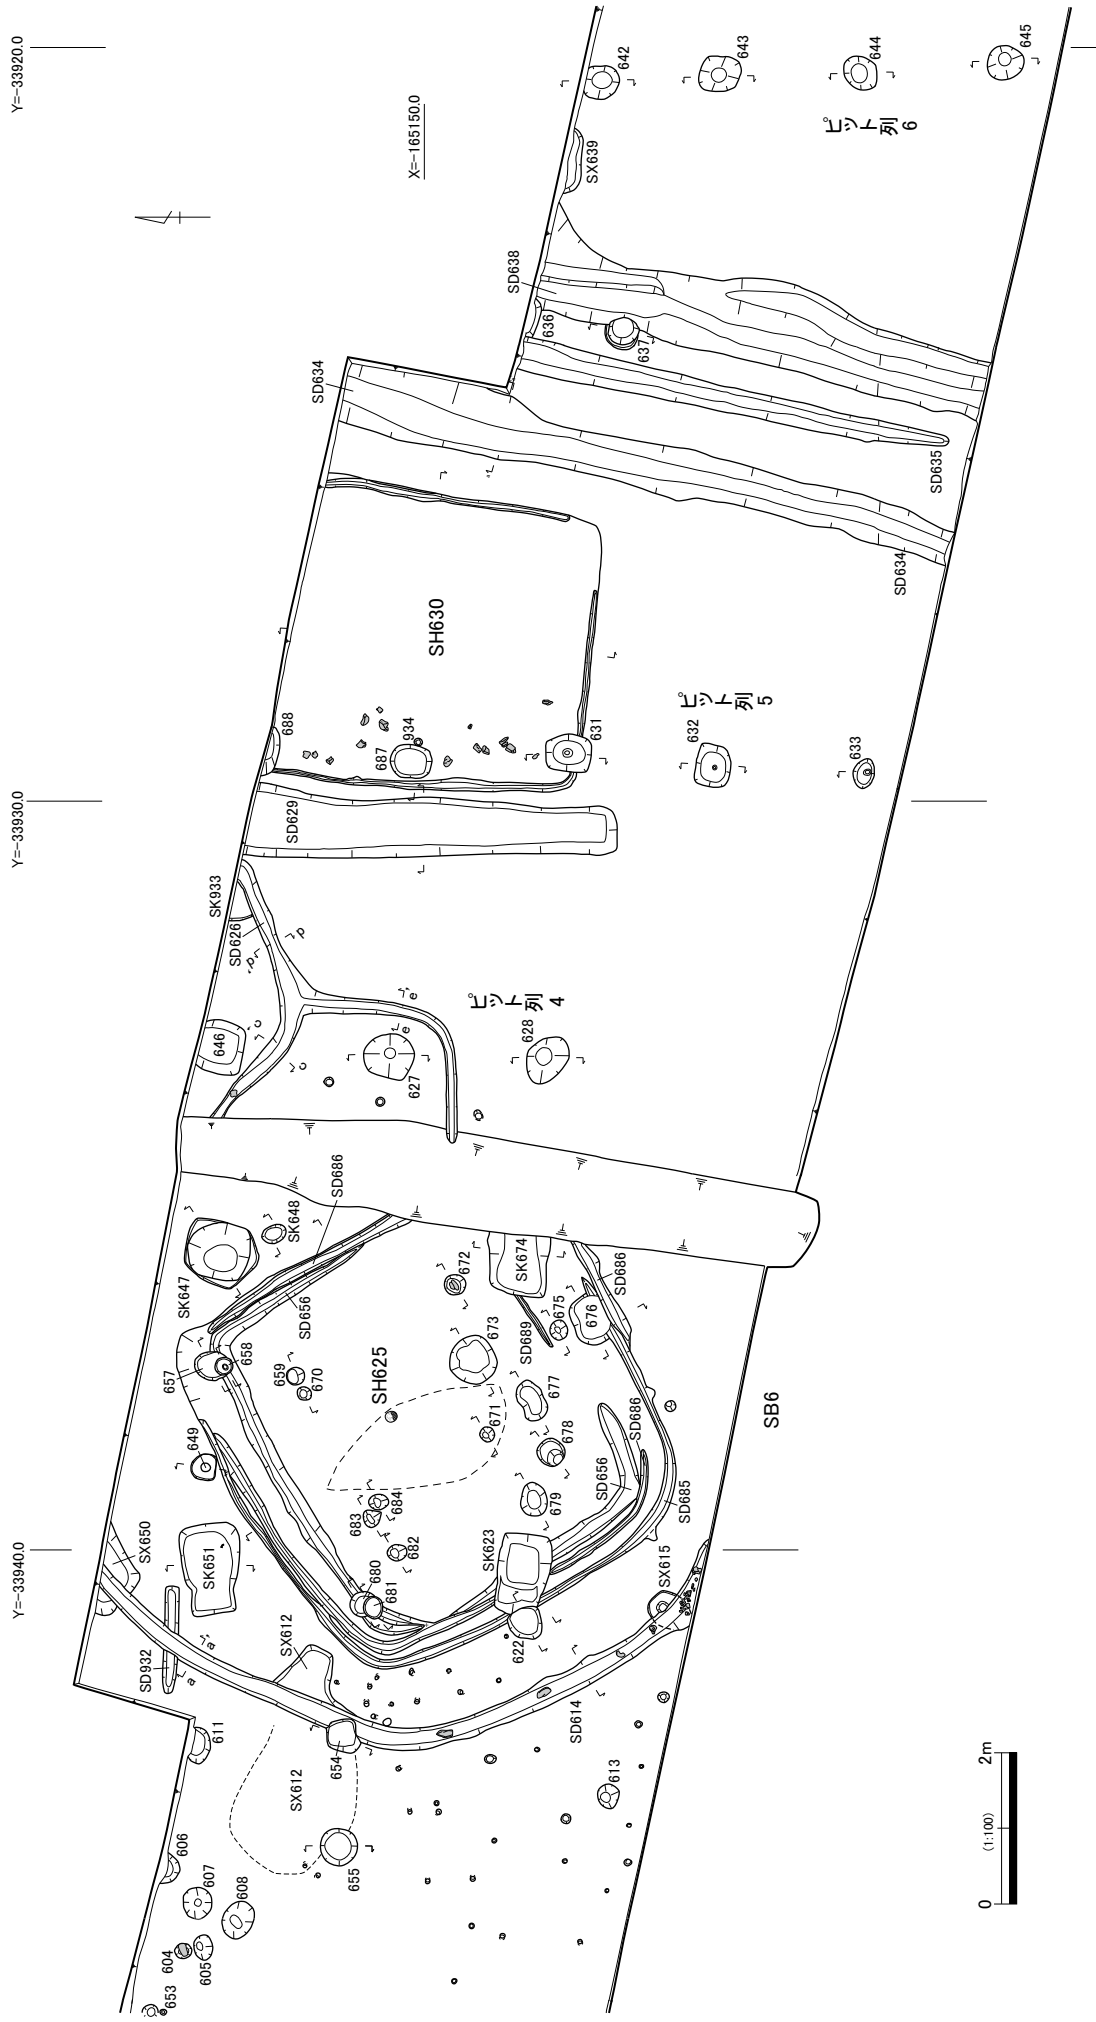 Y=-33920.0
642
643
644
645
ピット列
6
X=-165150.0
SX639
SD638
636
637
SD634
SD635
SD634
SH630
688
934
687
631
ピット列
5
632
633
Y=-33930.0
SD629
SK933
SD626
d
d
646
c
c
e
e
627
ピット列
4
628
SD686
SK648
SK647
SD656
672
SK674
SD686
675
676
SD689
673
658
657
659
670
SH625
671
677
678
SB6
649
684
683
682
679
SD656
SD686
SD685
Y=-33940.0
SX650
SK651
680
681
SK623
622
SX615
SD932
a
a
SX612
SD614
611
654
SX612
613
606
607
608
655
604
605
653
0
(1:100)
2m